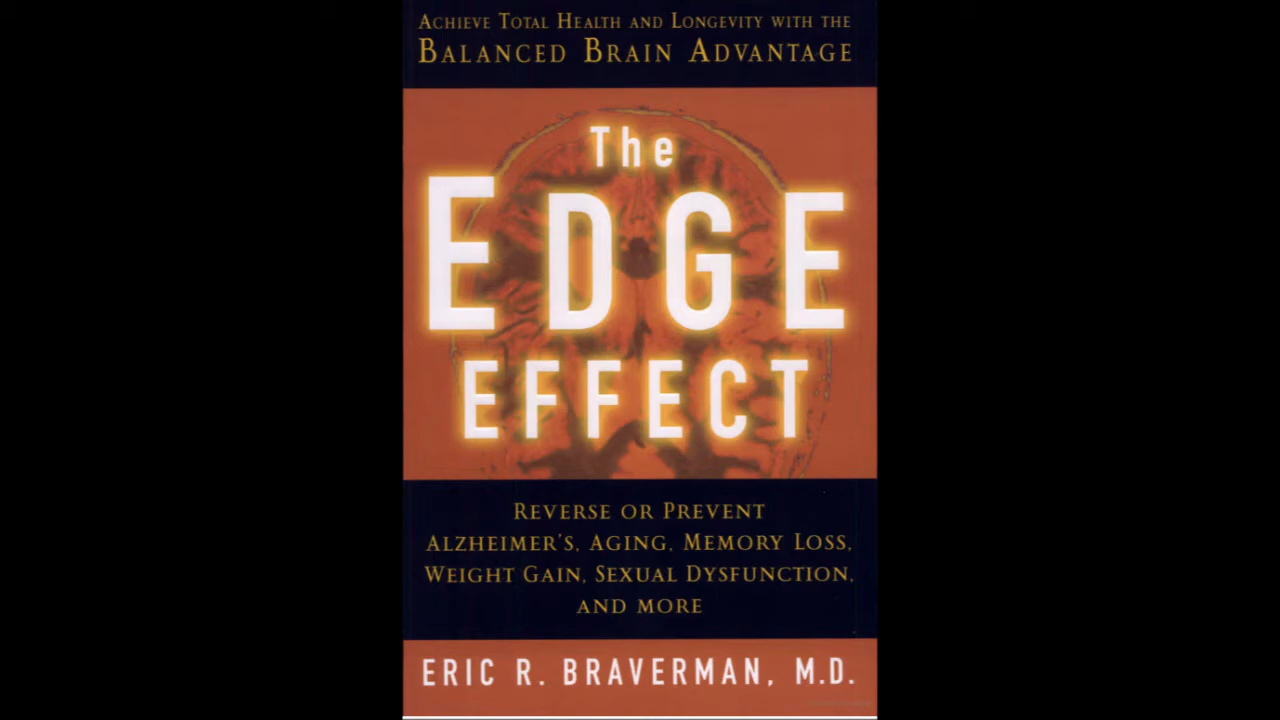 ACHIEVE TOTAL HEALTH AND LONGEVITY WITH THE
BALANCED BRAIN ADVANTAGE
The
EDGE
EFFECT
REVERSE OR PREVENT
ALZHEIMER'S, AGING, MEMORY LOSS,
WEIGHT GAIN, SEXUAL DYSFUNCTION,
AND MORE
ERIC R. BRAVERMAN, M.D.